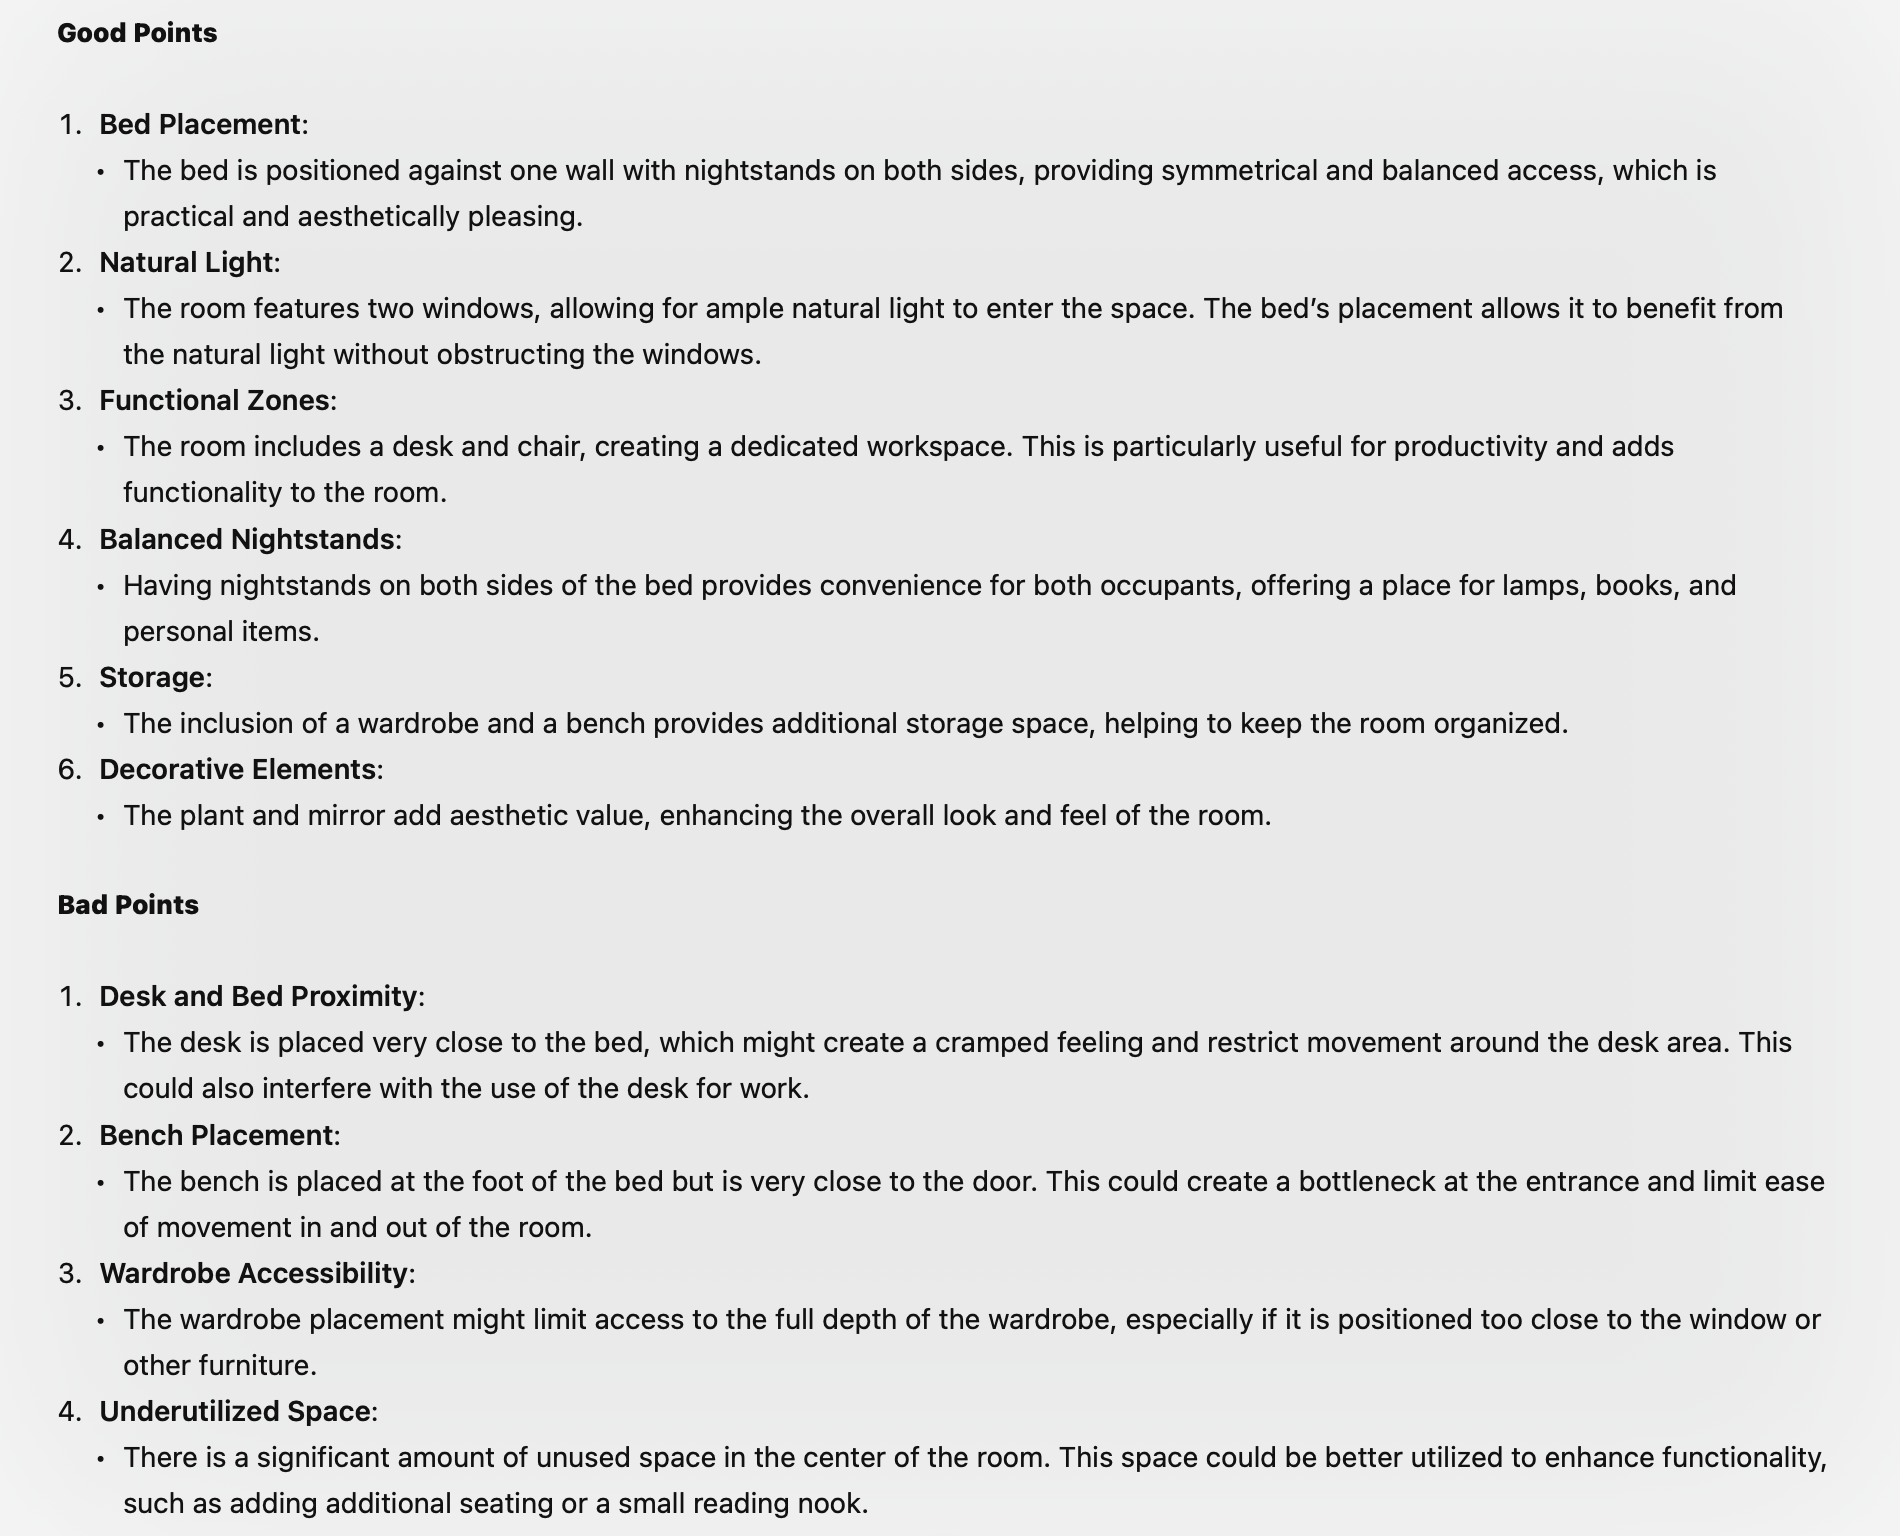 Good Points
1. Bed Placement:
• The bed is positioned against one wall with nightstands on both sides, providing symmetrical and balanced access, which is
practical and aesthetically pleasing.
2. Natural Light:
• The room features two windows, allowing for ample natural light to enter the space. The bed’s placement allows it to benefit from
the natural light without obstructing the windows.
3. Functional Zones:
• The room includes a desk and chair, creating a dedicated workspace. This is particularly useful for productivity and adds
functionality to the room.
4. Balanced Nightstands:
• Having nightstands on both sides of the bed provides convenience for both occupants, offering a place for lamps, books, and
personal items.
5. Storage:
• The inclusion of a wardrobe and a bench provides additional storage space, helping to keep the room organized.
6. Decorative Elements:
• The plant and mirror add aesthetic value, enhancing the overall look and feel of the room.
Bad Points
1. Desk and Bed Proximity:
• The desk is placed very close to the bed, which might create a cramped feeling and restrict movement around the desk area. This
could also interfere with the use of the desk for work.
2. Bench Placement:
• The bench is placed at the foot of the bed but is very close to the door. This could create a bottleneck at the entrance and limit ease
of movement in and out of the room.
3. Wardrobe Accessibility:
• The wardrobe placement might limit access to the full depth of the wardrobe, especially if it is positioned too close to the window or
other furniture.
4. Underutilized Space:
• There is a significant amount of unused space in the center of the room. This space could be better utilized to enhance functionality,
such as adding additional seating or a small reading nook.